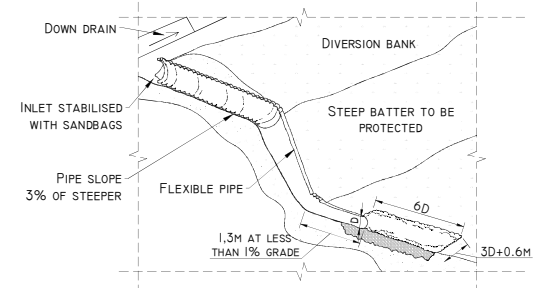 DOWN DRAIN
DIVERSION BANK
INLET STABILISED
WITH SANDBAGS
STEEP BATTER TO BE
PROTECTED
PIPE SLOPE
3% OF STEEPER
FLEXIBLE PIPE
6D
D
1,3M AT LESS
THAN 1% GRADE
3D+0.6M